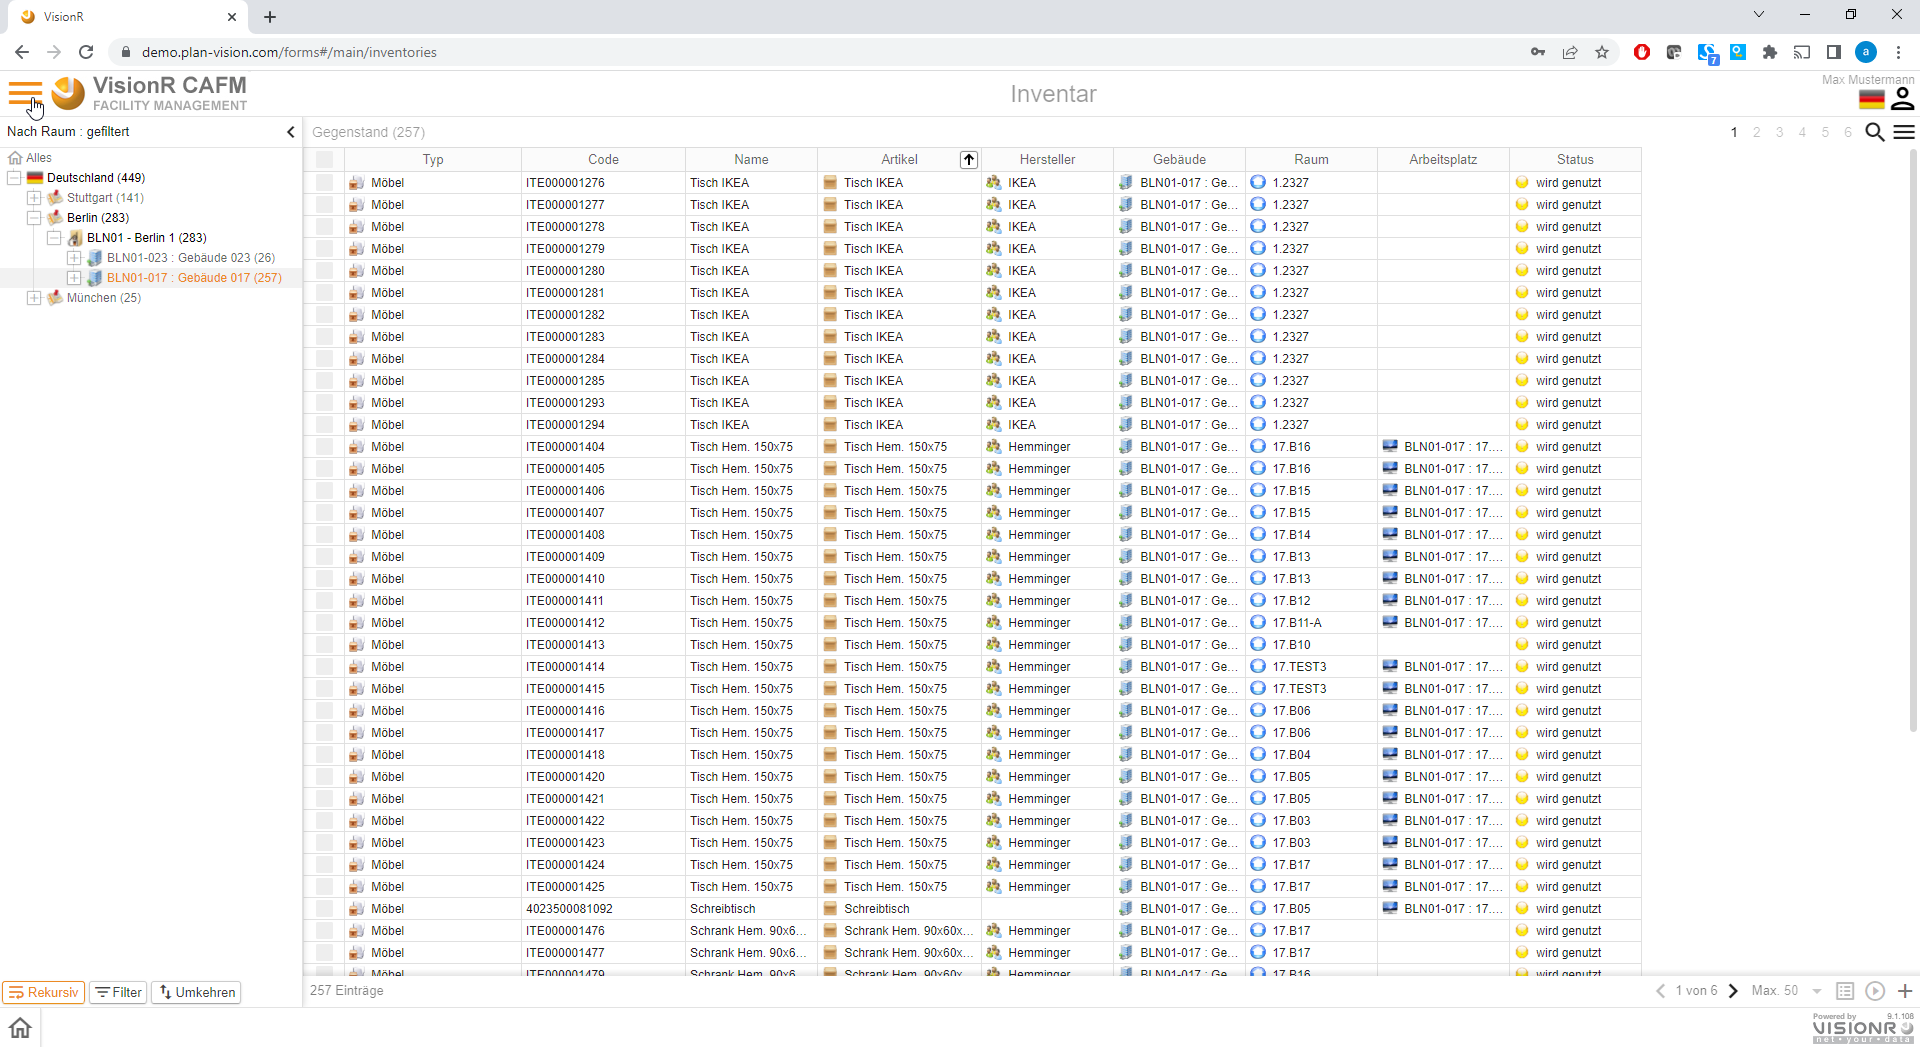 VisionR
demo.plan-vision.com/forms#/main/inventories
7
a
VisionR CAFM
FACILITY MANAGEMENT
Inventar
Max Mustermann
Nach Raum : gefiltert
Gegenstand (257)
1 2 3 4 5 6
Alles
Deutschland (449)
Stuttgart (141)
Berlin (283)
BLN01 - Berlin 1 (283)
BLN01-023 : Gebäude 023 (26)
BLN01-017 : Gebäude 017 (257)
München (25)
Typ Code Name Artikel Hersteller Gebäude Raum Arbeitsplatz Status
Möbel ITE000001276 Tisch IKEA Tisch IKEA IKEA BLN01-017 : Ge... 1.2327 wird genutzt
Möbel ITE000001277 Tisch IKEA Tisch IKEA IKEA BLN01-017 : Ge... 1.2327 wird genutzt
Möbel ITE000001278 Tisch IKEA Tisch IKEA IKEA BLN01-017 : Ge... 1.2327 wird genutzt
Möbel ITE000001279 Tisch IKEA Tisch IKEA IKEA BLN01-017 : Ge... 1.2327 wird genutzt
Möbel ITE000001280 Tisch IKEA Tisch IKEA IKEA BLN01-017 : Ge... 1.2327 wird genutzt
Möbel ITE000001281 Tisch IKEA Tisch IKEA IKEA BLN01-017 : Ge... 1.2327 wird genutzt
Möbel ITE000001282 Tisch IKEA Tisch IKEA IKEA BLN01-017 : Ge... 1.2327 wird genutzt
Möbel ITE000001283 Tisch IKEA Tisch IKEA IKEA BLN01-017 : Ge... 1.2327 wird genutzt
Möbel ITE000001284 Tisch IKEA Tisch IKEA IKEA BLN01-017 : Ge... 1.2327 wird genutzt
Möbel ITE000001285 Tisch IKEA Tisch IKEA IKEA BLN01-017 : Ge... 1.2327 wird genutzt
Möbel ITE000001293 Tisch IKEA Tisch IKEA IKEA BLN01-017 : Ge... 1.2327 wird genutzt
Möbel ITE000001294 Tisch IKEA Tisch IKEA IKEA BLN01-017 : Ge... 1.2327 wird genutzt
Möbel ITE000001404 Tisch Hem. 150x75 Tisch Hem. 150x75 Hemminger BLN01-017 : Ge... 17.B16 BLN01-017 : 17.... wird genutzt
Möbel ITE000001405 Tisch Hem. 150x75 Tisch Hem. 150x75 Hemminger BLN01-017 : Ge... 17.B16 BLN01-017 : 17.... wird genutzt
Möbel ITE000001406 Tisch Hem. 150x75 Tisch Hem. 150x75 Hemminger BLN01-017 : Ge... 17.B15 BLN01-017 : 17.... wird genutzt
Möbel ITE000001407 Tisch Hem. 150x75 Tisch Hem. 150x75 Hemminger BLN01-017 : Ge... 17.B15 BLN01-017 : 17.... wird genutzt
Möbel ITE000001408 Tisch Hem. 150x75 Tisch Hem. 150x75 Hemminger BLN01-017 : Ge... 17.B14 BLN01-017 : 17.... wird genutzt
Möbel ITE000001409 Tisch Hem. 150x75 Tisch Hem. 150x75 Hemminger BLN01-017 : Ge... 17.B13 BLN01-017 : 17.... wird genutzt
Möbel ITE000001410 Tisch Hem. 150x75 Tisch Hem. 150x75 Hemminger BLN01-017 : Ge... 17.B13 BLN01-017 : 17.... wird genutzt
Möbel ITE000001411 Tisch Hem. 150x75 Tisch Hem. 150x75 Hemminger BLN01-017 : Ge... 17.B12 BLN01-017 : 17.... wird genutzt
Möbel ITE000001412 Tisch Hem. 150x75 Tisch Hem. 150x75 Hemminger BLN01-017 : Ge... 17.B11-A BLN01-017 : 17.... wird genutzt
Möbel ITE000001413 Tisch Hem. 150x75 Tisch Hem. 150x75 Hemminger BLN01-017 : Ge... 17.B10 wird genutzt
Möbel ITE000001414 Tisch Hem. 150x75 Tisch Hem. 150x75 Hemminger BLN01-017 : Ge... 17.TEST3 BLN01-017 : 17.... wird genutzt
Möbel ITE000001415 Tisch Hem. 150x75 Tisch Hem. 150x75 Hemminger BLN01-017 : Ge... 17.TEST3 BLN01-017 : 17.... wird genutzt
Möbel ITE000001416 Tisch Hem. 150x75 Tisch Hem. 150x75 Hemminger BLN01-017 : Ge... 17.B06 BLN01-017 : 17.... wird genutzt
Möbel ITE000001417 Tisch Hem. 150x75 Tisch Hem. 150x75 Hemminger BLN01-017 : Ge... 17.B06 BLN01-017 : 17.... wird genutzt
Möbel ITE000001418 Tisch Hem. 150x75 Tisch Hem. 150x75 Hemminger BLN01-017 : Ge... 17.B04 BLN01-017 : 17.... wird genutzt
Möbel ITE000001420 Tisch Hem. 150x75 Tisch Hem. 150x75 Hemminger BLN01-017 : Ge... 17.B05 BLN01-017 : 17.... wird genutzt
Möbel ITE000001421 Tisch Hem. 150x75 Tisch Hem. 150x75 Hemminger BLN01-017 : Ge... 17.B05 BLN01-017 : 17.... wird genutzt
Möbel ITE000001422 Tisch Hem. 150x75 Tisch Hem. 150x75 Hemminger BLN01-017 : Ge... 17.B03 BLN01-017 : 17.... wird genutzt
Möbel ITE000001423 Tisch Hem. 150x75 Tisch Hem. 150x75 Hemminger BLN01-017 : Ge... 17.B03 BLN01-017 : 17.... wird genutzt
Möbel ITE000001424 Tisch Hem. 150x75 Tisch Hem. 150x75 Hemminger BLN01-017 : Ge... 17.B17 BLN01-017 : 17.... wird genutzt
Möbel ITE000001425 Tisch Hem. 150x75 Tisch Hem. 150x75 Hemminger BLN01-017 : Ge... 17.B17 BLN01-017 : 17.... wird genutzt
Möbel 4023500081092 Schreibtisch Schreibtisch BLN01-017 : Ge... 17.B05 BLN01-017 : 17.... wird genutzt
Möbel ITE000001476 Schrank Hem. 90x6... Schrank Hem. 90x60x... Hemminger BLN01-017 : Ge... 17.B17 wird genutzt
Möbel ITE000001477 Schrank Hem. 90x6... Schrank Hem. 90x60x... Hemminger BLN01-017 : Ge... 17.B17 wird genutzt
Möbel ITE000001479 Schrank Hem. 90x6... Schrank Hem. 90x60x... Hemminger BLN01-017 : Ge... 17.B16 wird genutzt
Rekursiv Filter Umkehren
257 Einträge
1 von 6
Max. 50
Powered by 9.1.108
VISIONR
net • your • data